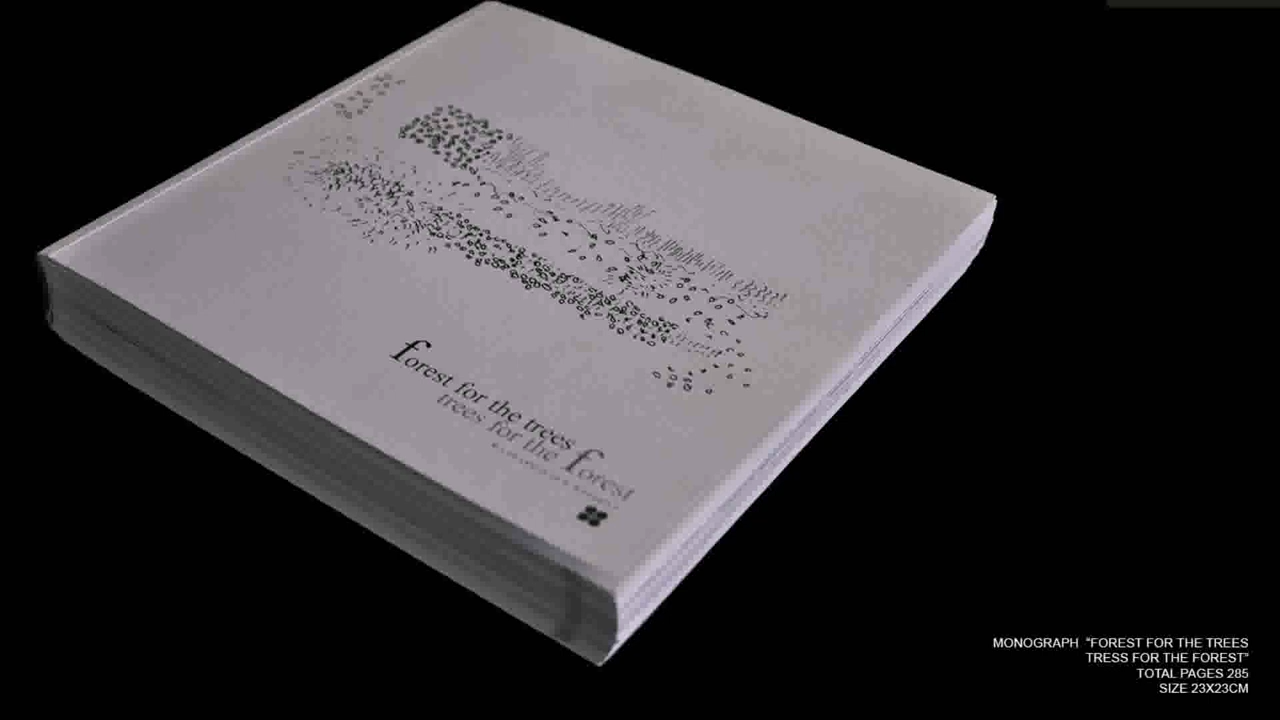 forest for the trees
trees for the forest
MONOGRAPH "FOREST FOR THE TREES
TRESS FOR THE FOREST"
TOTAL PAGES 285
SIZE 23X23CM